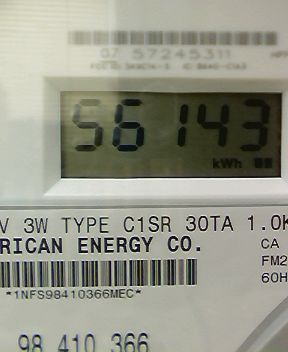 07 57245311
56143
kWh
V 3W TYPE C1SR 30TA 1.0K
RICAN ENERGY CO.
CA
FM2
60H
*1NFS98410366MEC*
98 410 366